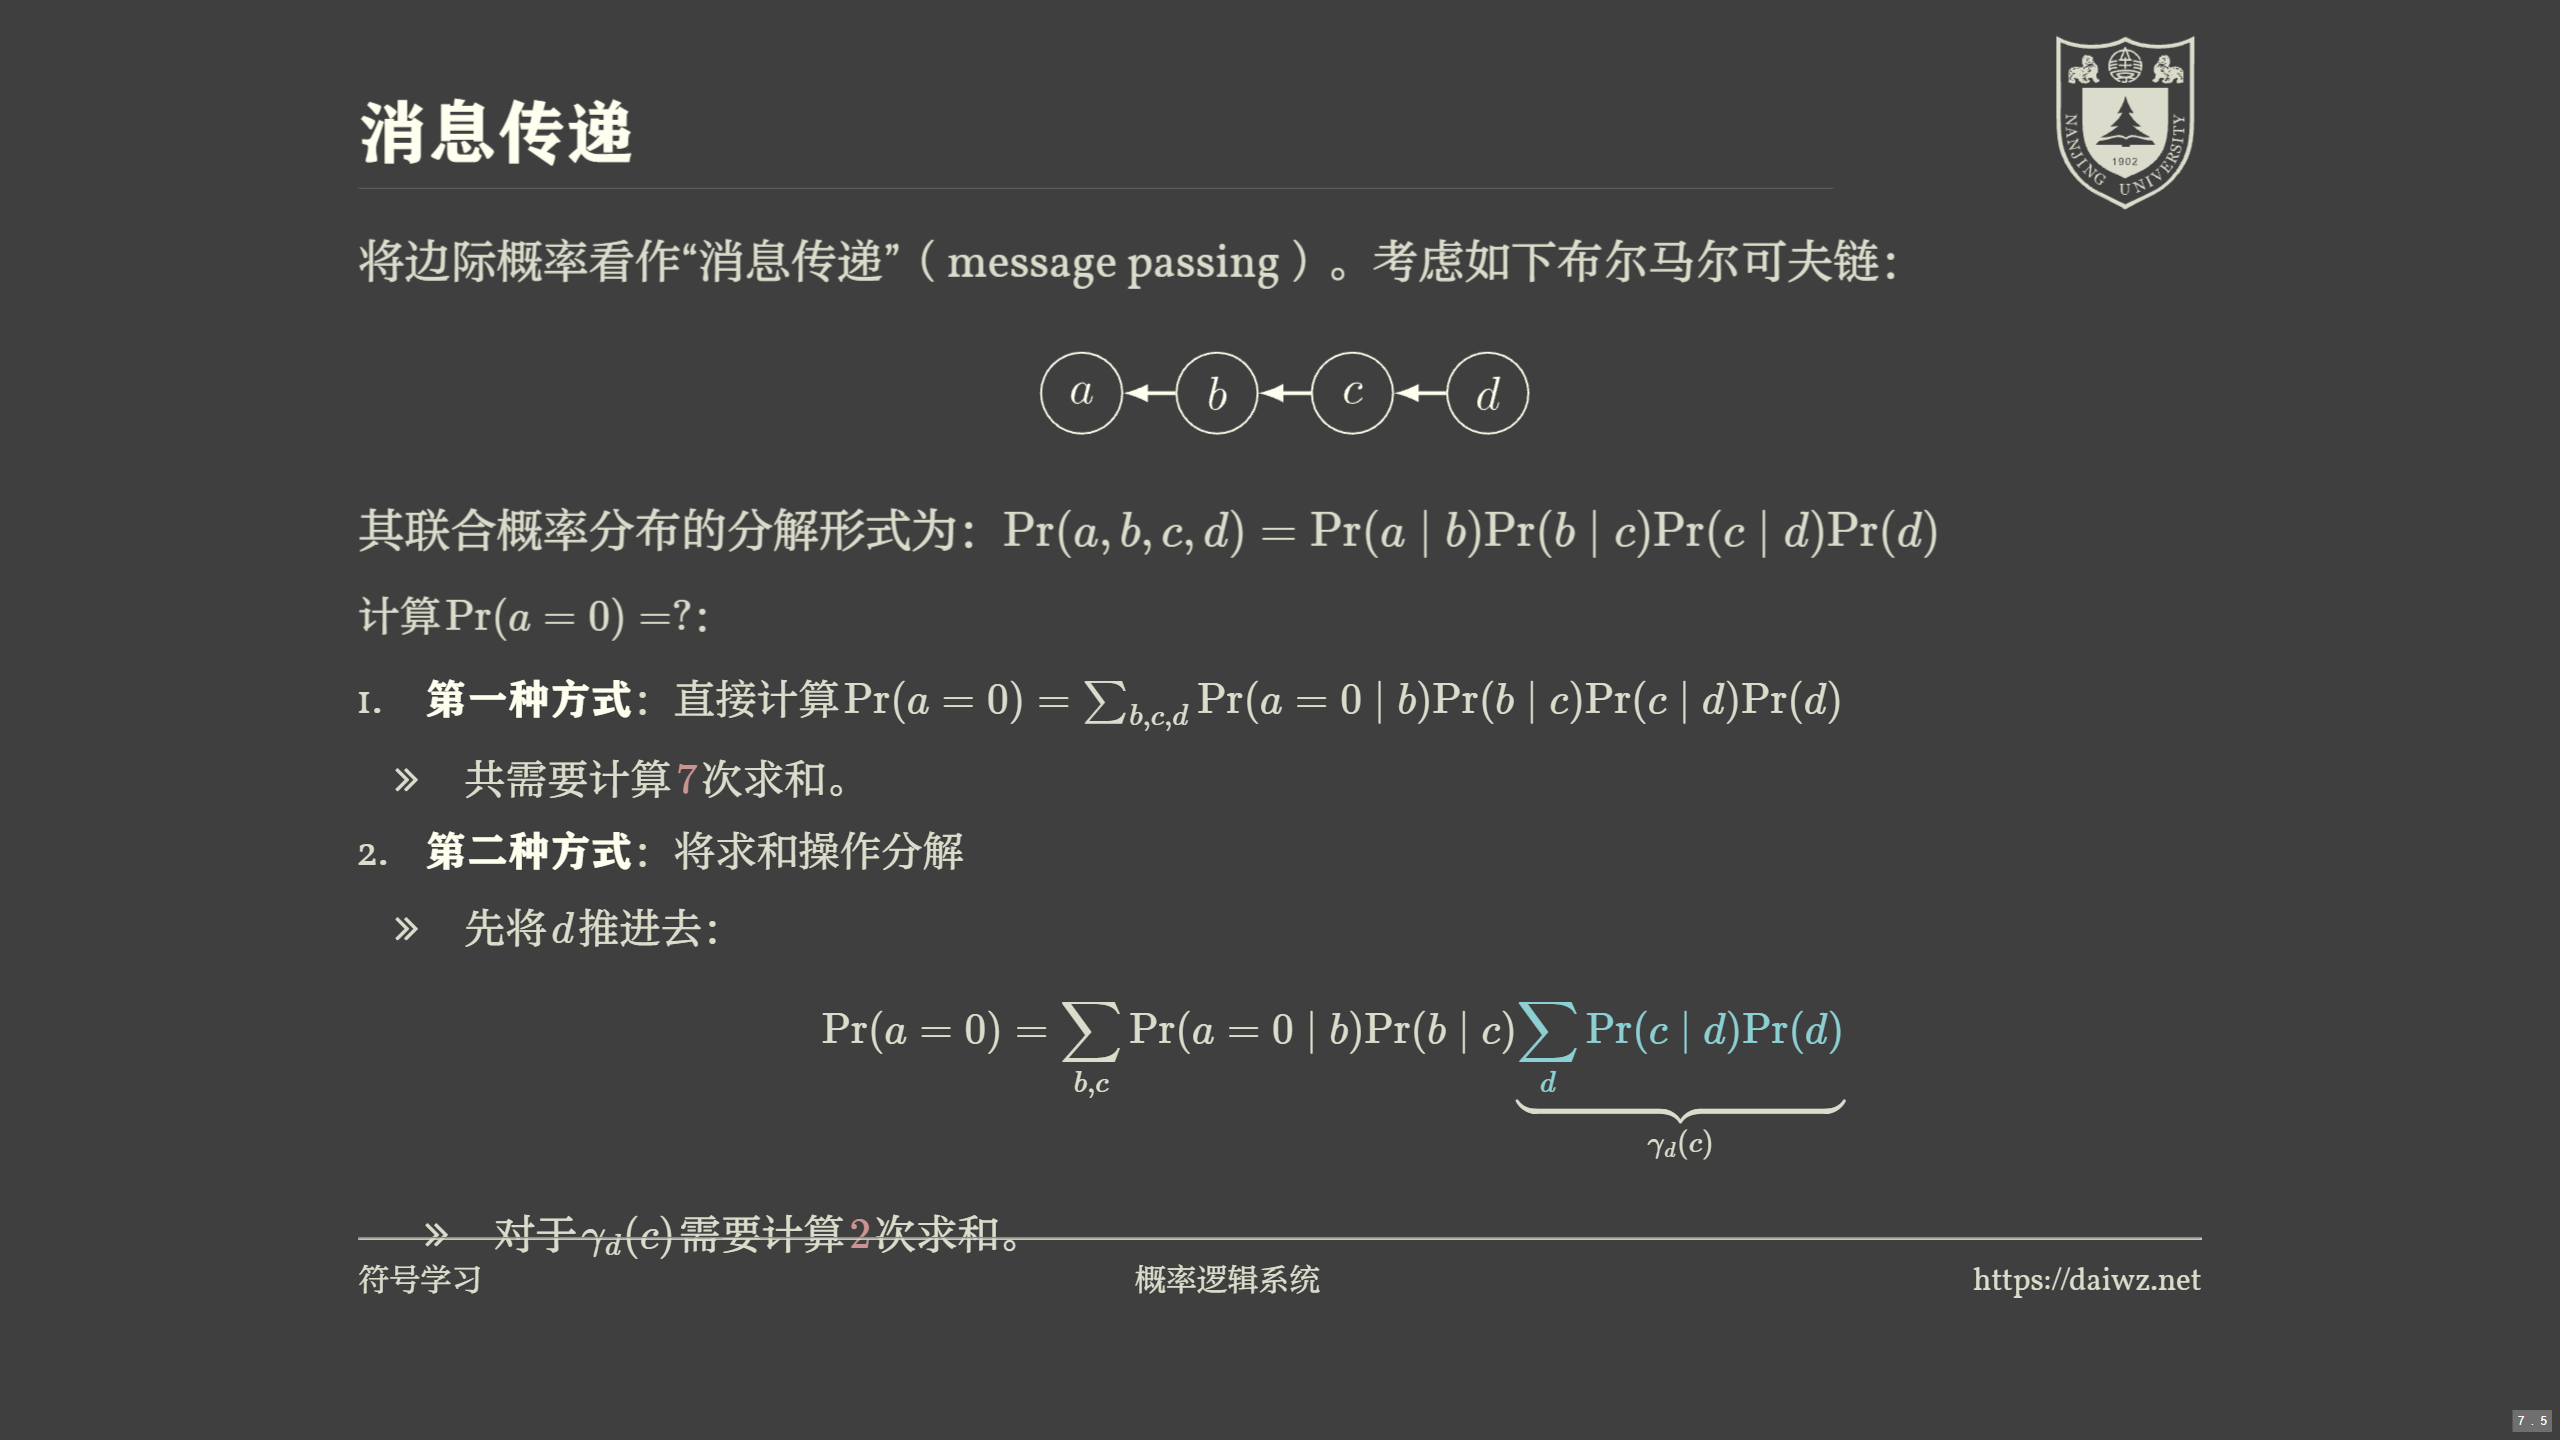 消息传递
NANJING UNIVERSITY
1902
将边际概率看作“消息传递”（message passing）。考虑如下布尔马尔可夫链：
a b c d
其联合概率分布的分解形式为：Pr(a, b, c, d) = Pr(a | b)Pr(b | c)Pr(c | d)Pr(d)
计算Pr(a = 0) =?：
1. 第一种方式：直接计算Pr(a = 0) = ∑_{b,c,d} Pr(a = 0 | b)Pr(b | c)Pr(c | d)Pr(d)
» 共需要计算7次求和。
2. 第二种方式：将求和操作分解
» 先将d推进去：
Pr(a = 0) = ∑_{b,c} Pr(a = 0 | b)Pr(b | c) ∑_{d} Pr(c | d)Pr(d)
γ_d(c)
» 对于γ_d(c)需要计算2次求和。
符号学习 概率逻辑系统 https://daiwz.net
7 . 5